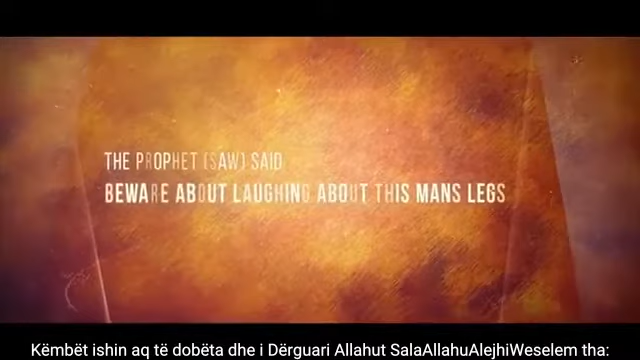 THE PROPHET (SAW) SAID
BEWARE ABOUT LAUGHING ABOUT THIS MANS LEGS
Këmbët ishin aq të dobëta dhe i Dërguari Allahut SalaAllahuAlejhiWeselem tha: